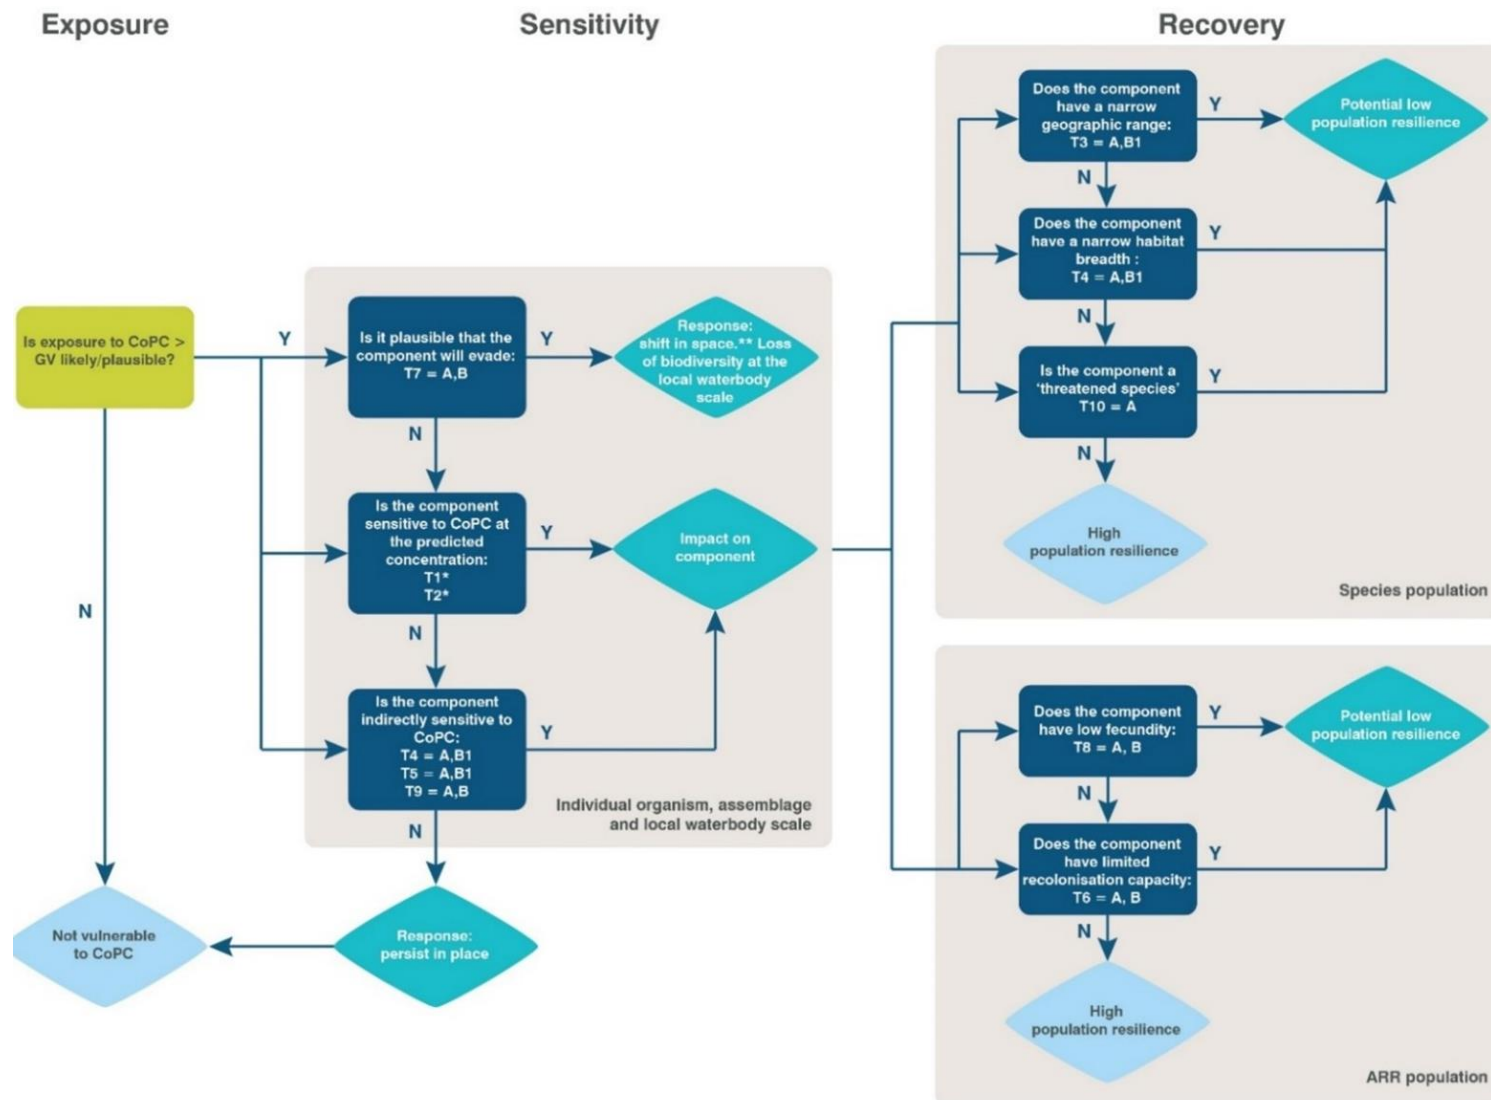 Exposure
Sensitivity
Recovery
Is exposure to CoPC >
GV likely/plausible?
Y
N
Not vulnerable
to CoPC
Is it plausible that the
component will evade:
T7 = A,B
Y
Response:
shift in space.** Loss
of biodiversity at the
local waterbody
scale
N
Is the component
sensitive to CoPC at
the predicted
concentration:
T1*
T2*
Y
Impact on
component
N
Is the component
indirectly sensitive to
CoPC:
T4 = A,B1
T5 = A,B1
T9 = A,B
Y
Individual organism, assemblage
and local waterbody scale
N
Response:
persist in place
Does the component
have a narrow
geographic range:
T3 = A,B1
Y
Potential low
population resilience
N
Does the component
have a narrow habitat
breadth :
T4 = A,B1
Y
N
Is the component a
‘threatened species’
T10 = A
Y
N
High
population resilience
Species population
Does the component
have low fecundity:
T8 = A, B
Y
Potential low
population resilience
N
Does the component
have limited
recolonisation capacity:
T6 = A, B
Y
N
High
population resilience
ARR population